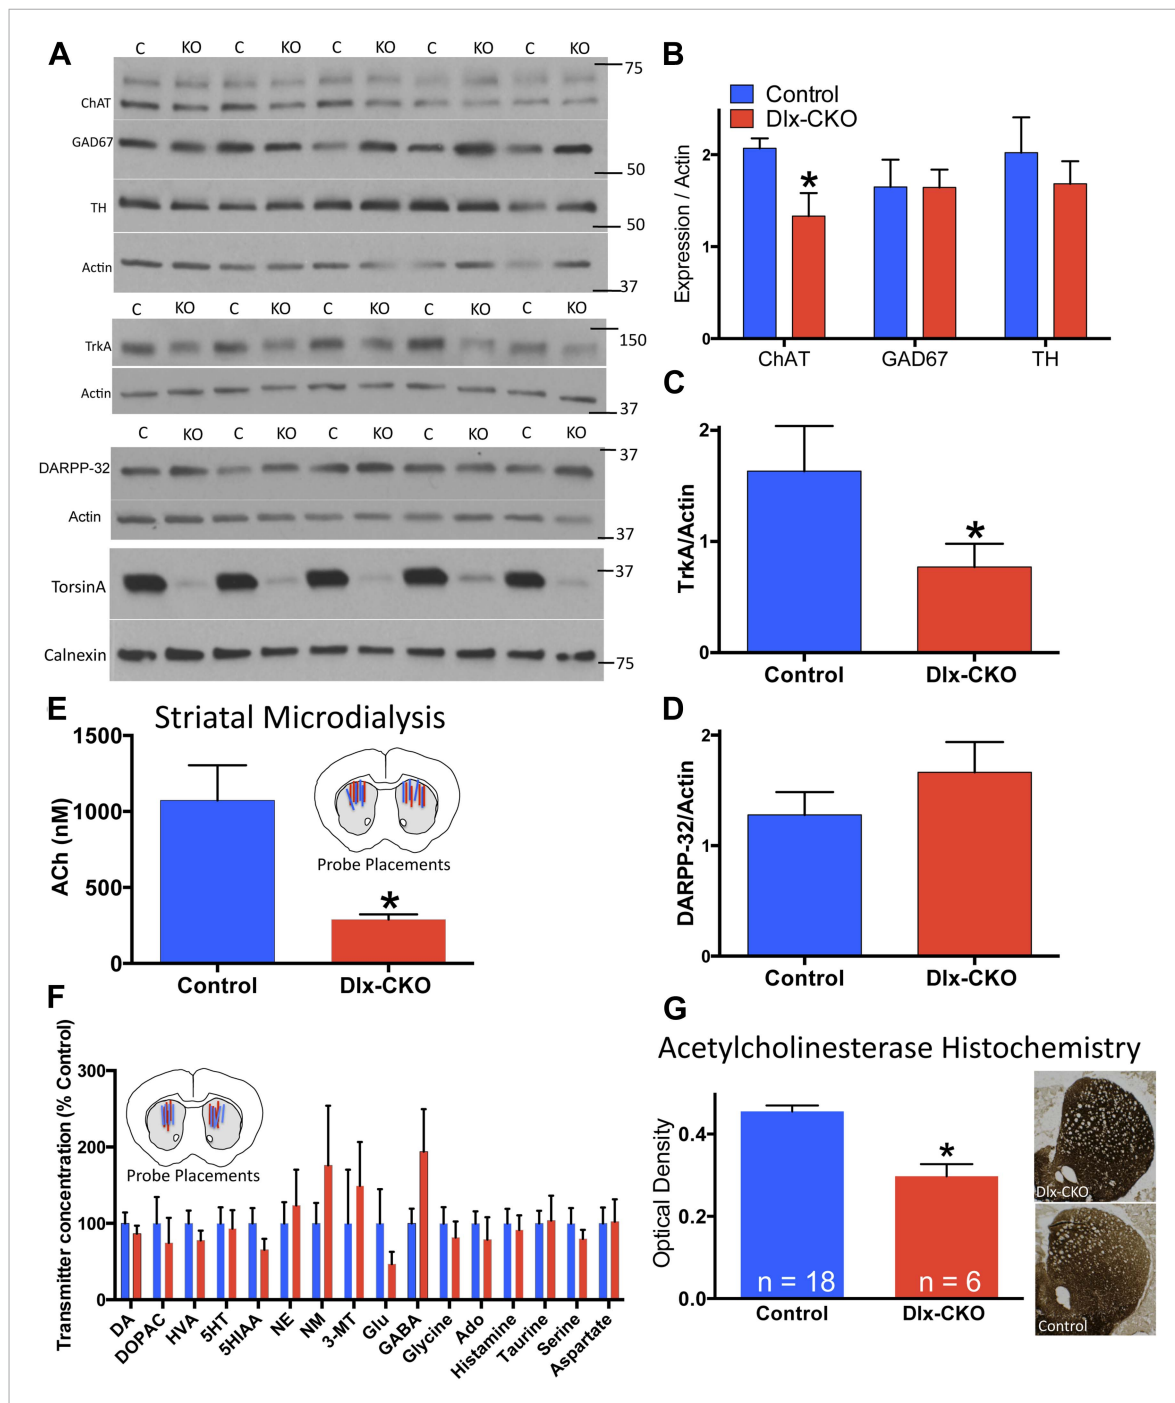 A
C KO C KO C KO C KO C KO
75
ChAT
GAD67
50
TH
50
Actin
37
C KO C KO C KO C KO C KO
TrkA
150
Actin
37
C KO C KO C KO C KO C KO
37
DARPP-32
Actin
37
37
TorsinA
Calnexin
75
B
Control
Dlx-CKO
Expression / Actin
2
1
0
*
ChAT GAD67 TH
C
TrkA/Actin
2
1
0
*
Control Dlx-CKO
D
DARPP-32/Actin
2
1
0
Control Dlx-CKO
E
Striatal Microdialysis
ACh (nM)
1500
1000
500
0
*
Probe Placements
Control Dlx-CKO
F
Transmitter concentration (% Control)
300
200
100
0
Probe Placements
DA DOPAC HVA 5HT 5HIAA NE NM 3-MT Glu GABA Glycine Ado Histamine Taurine Serine Aspartate
G
Acetylcholinesterase Histochemistry
Optical Density
0.4
0.2
0.0
*
n = 18 n = 6
Control Dlx-CKO
Dlx-CKO
Control